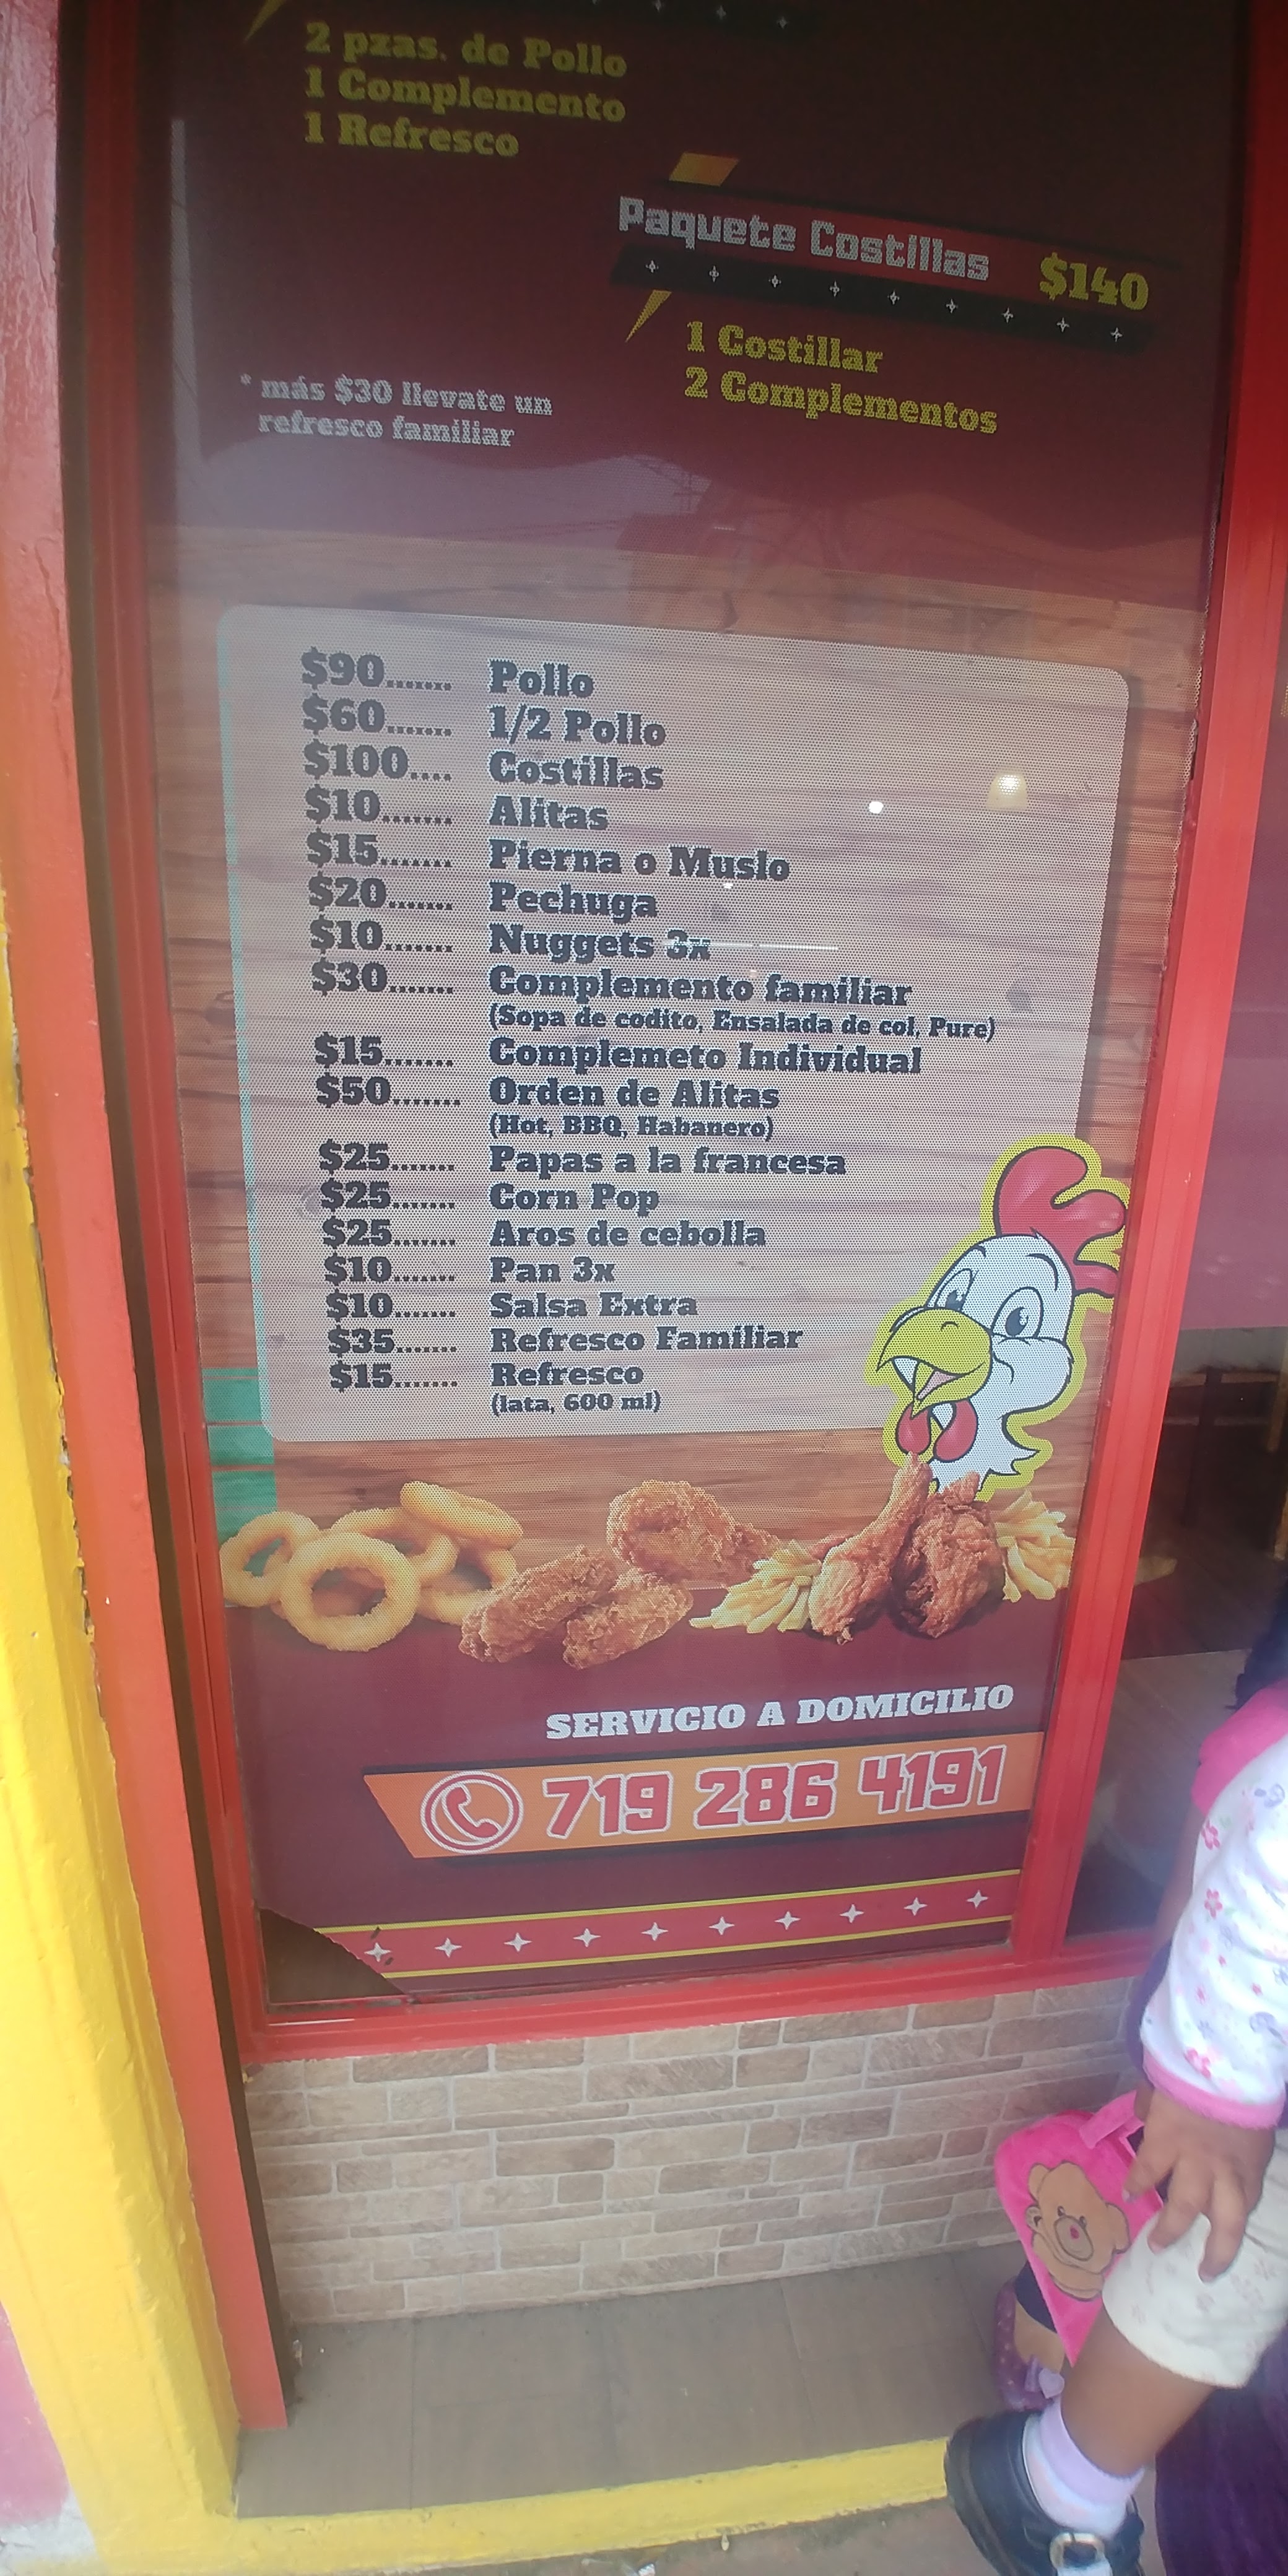 2 pzas. de Pollo
1 Complemento
1 Refresco
Paquete Costillas $140
1 Costillar
2 Complementos
* más $30 llevate un
refresco familiar
$90....... Pollo
$60....... 1/2 Pollo
$100.... Costillas
$10....... Alitas
$15....... Pierna o Muslo
$20....... Pechuga
$10....... Nuggets 3x
$30....... Complemento familiar
(Sopa de codito, Ensalada de col, Pure)
$15....... Complemeto Individual
$50....... Orden de Alitas
(Hot, BBQ, Habanero)
$25....... Papas a la francesa
$25....... Corn Pop
$25....... Aros de cebolla
$10....... Pan 3x
$10....... Salsa Extra
$35....... Refresco Familiar
$15....... Refresco
(lata, 600 ml)
SERVICIO A DOMICILIO
719 286 4191